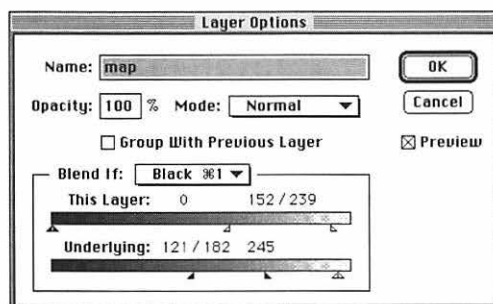 Layer Options
Name: map
OK
Opacity: 100 % Mode: Normal
Cancel
Group With Previous Layer
Preview
Blend If: Black ⌘1
This Layer: 0 152/239
Underlying: 121/182 245